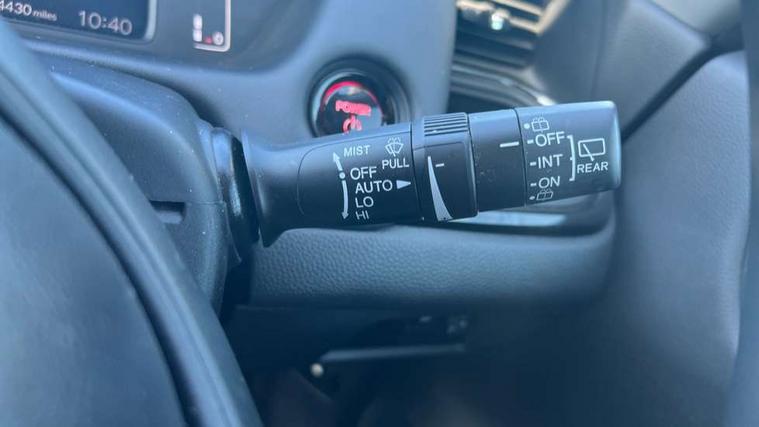 4430 miles
10:40
POWER
MIST
OFF
PULL
AUTO
LO
HI
OFF
INT
ON
REAR